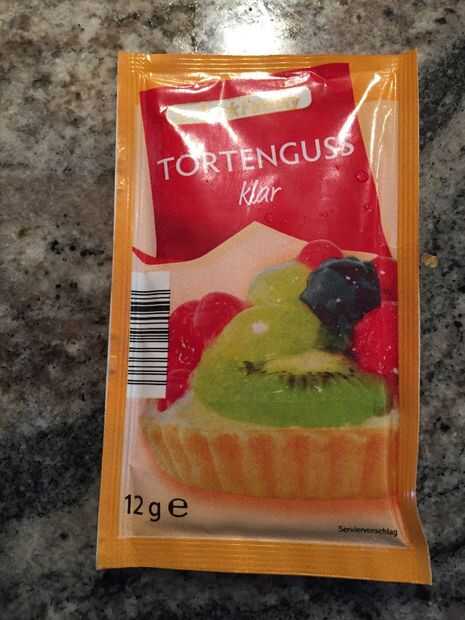 TORTENGUSS
klar
12 g e
Serviervorschlag